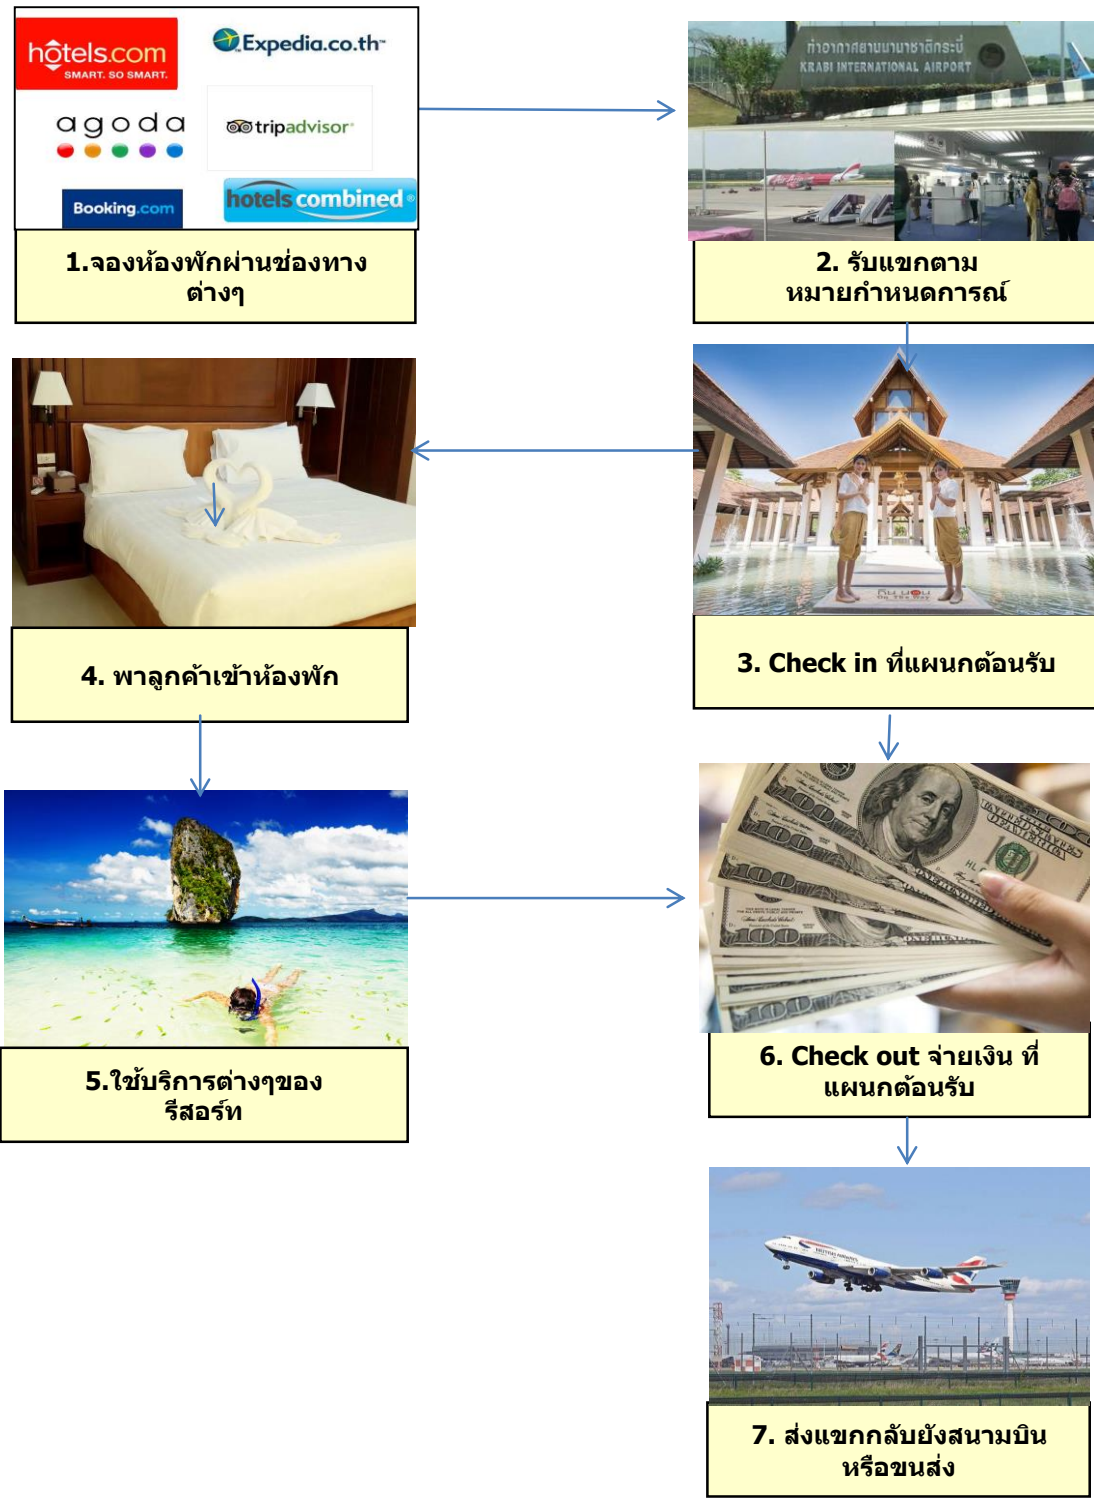 hotels.com
SMART. SO SMART.
Expedia.co.th™
agoda
tripadvisor®
Booking.com
hotels combined®
1.จองห้องพักผ่านช่องทาง
ต่างๆ
ท่าอากาศยานนานาชาติกระบี่
KRABI INTERNATIONAL AIRPORT
2. รับแขกตาม
หมายกำหนดการณ์
3. Check in ที่แผนกต้อนรับ
4. พาลูกค้าเข้าห้องพัก
5.ใช้บริการต่างๆของ
รีสอร์ท
100
100
100
100
100
6. Check out จ่ายเงิน ที่
แผนกต้อนรับ
BRITISH AIRWAYS
7. ส่งแขกกลับยังสนามบิน
หรือขนส่ง